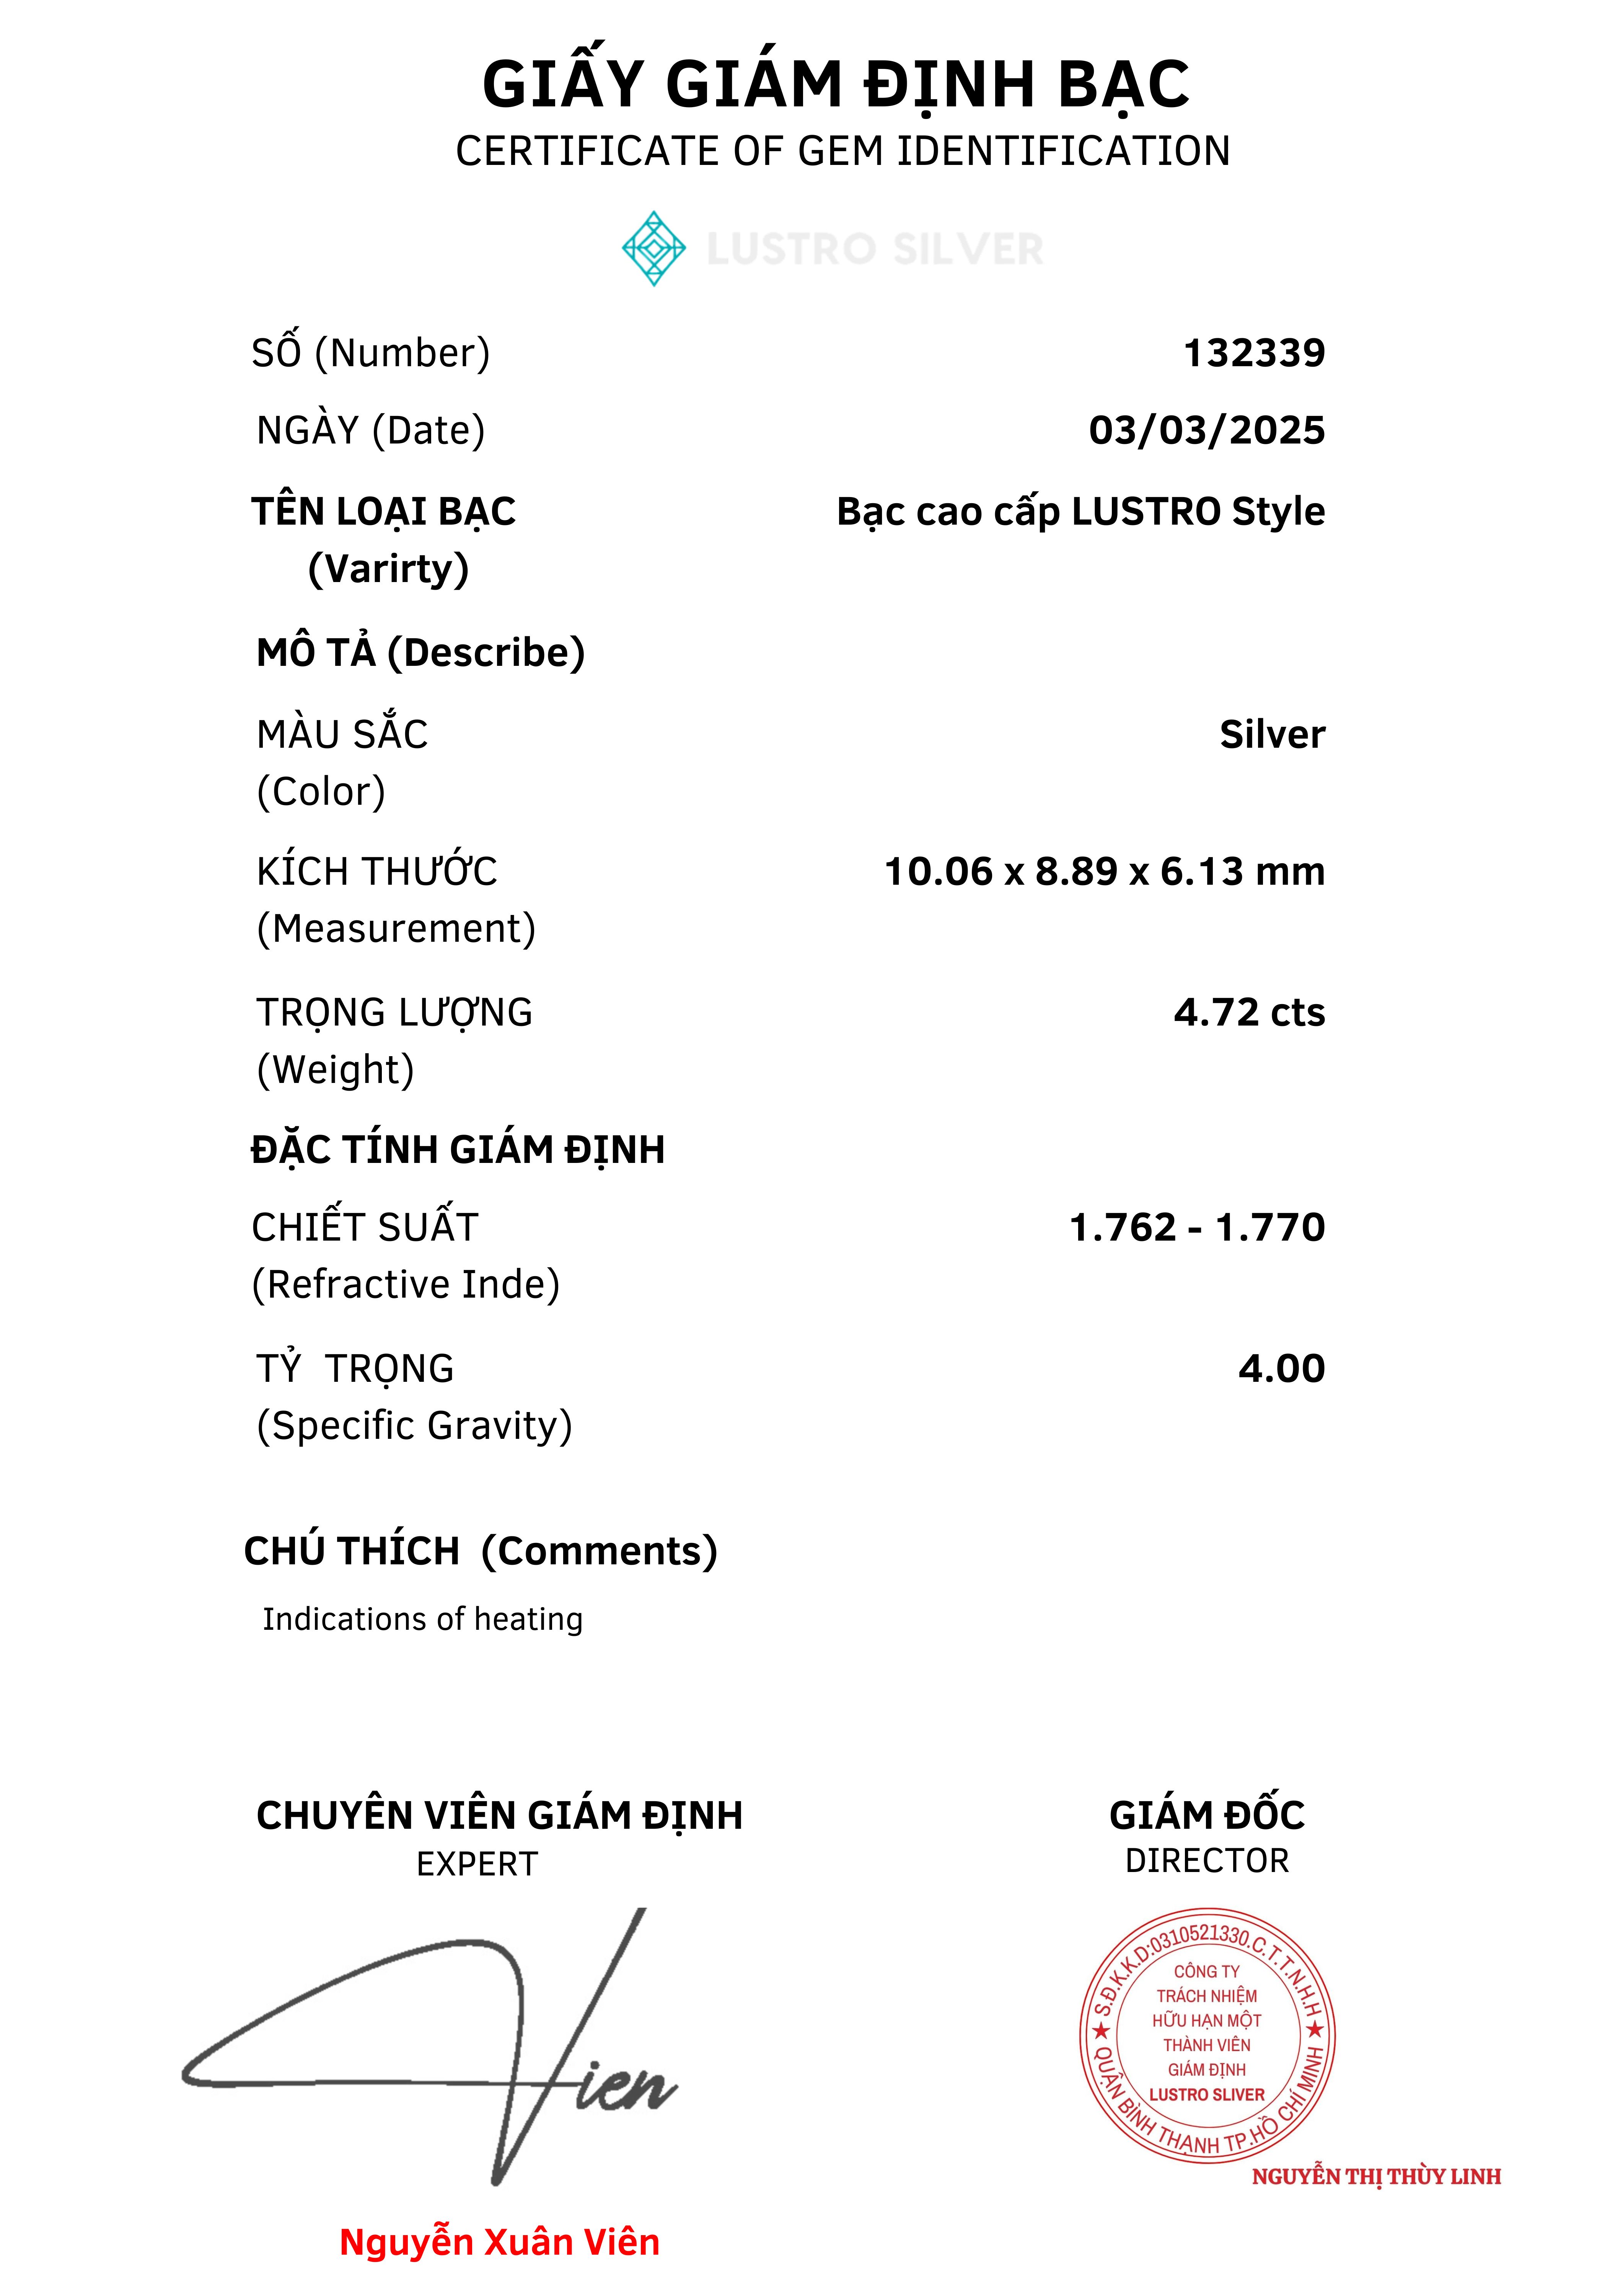 GIẤY GIÁM ĐỊNH BẠC
CERTIFICATE OF GEM IDENTIFICATION
LUSTRO SILVER
SỐ (Number) 132339
NGÀY (Date) 03/03/2025
TÊN LOẠI BẠC Bạc cao cấp LUSTRO Style
(Varirty)
MÔ TẢ (Describe)
MÀU SẮC Silver
(Color)
KÍCH THƯỚC 10.06 x 8.89 x 6.13 mm
(Measurement)
TRỌNG LƯỢNG 4.72 cts
(Weight)
ĐẶC TÍNH GIÁM ĐỊNH
CHIẾT SUẤT 1.762 - 1.770
(Refractive Inde)
TỶ TRỌNG 4.00
(Specific Gravity)
CHÚ THÍCH (Comments)
Indications of heating
CHUYÊN VIÊN GIÁM ĐỊNH
EXPERT
Vien
Nguyễn Xuân Viên
GIÁM ĐỐC
DIRECTOR
S.Đ.K.K.D:0310521330.C.T.T.N.H.H
CÔNG TY
TRÁCH NHIỆM
HỮU HẠN MỘT
THÀNH VIÊN
GIÁM ĐỊNH
LUSTRO SLIVER
★ QUẬN BÌNH THẠNH TP.HỒ CHÍ MINH ★
NGUYỄN THỊ THÙY LINH